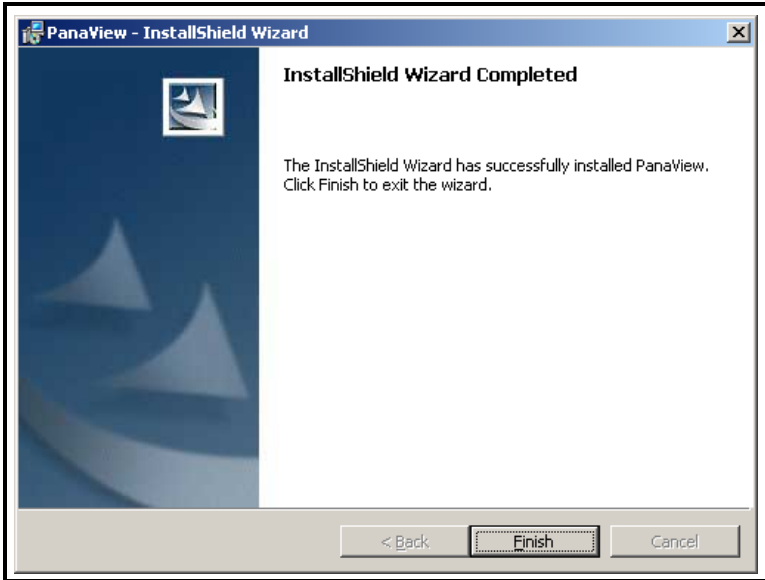 PanaView - InstallShield Wizard
InstallShield Wizard Completed
The InstallShield Wizard has successfully installed PanaView.
Click Finish to exit the wizard.
< Back
Finish
Cancel